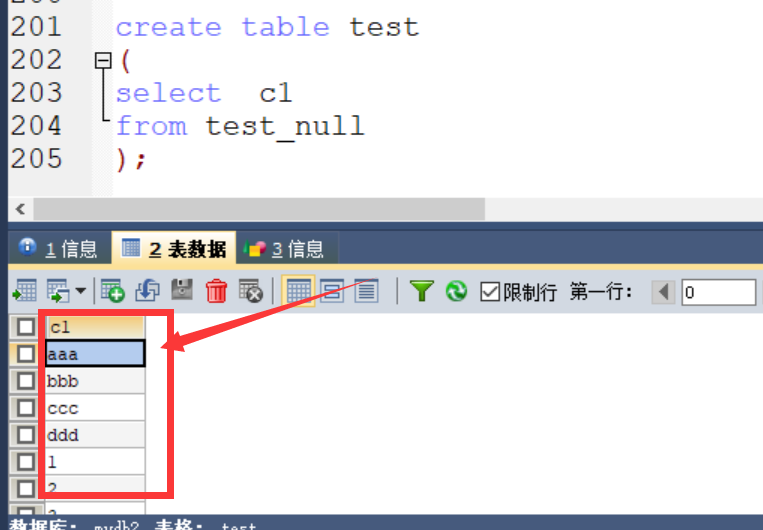 201 create table test
202 (
203 select c1
204 from test_null
205 );
1 信息 2 表数据 3 信息
限制行 第一行: 0
c1
aaa
bbb
ccc
ddd
1
2
数据库: mydb2 表格: test